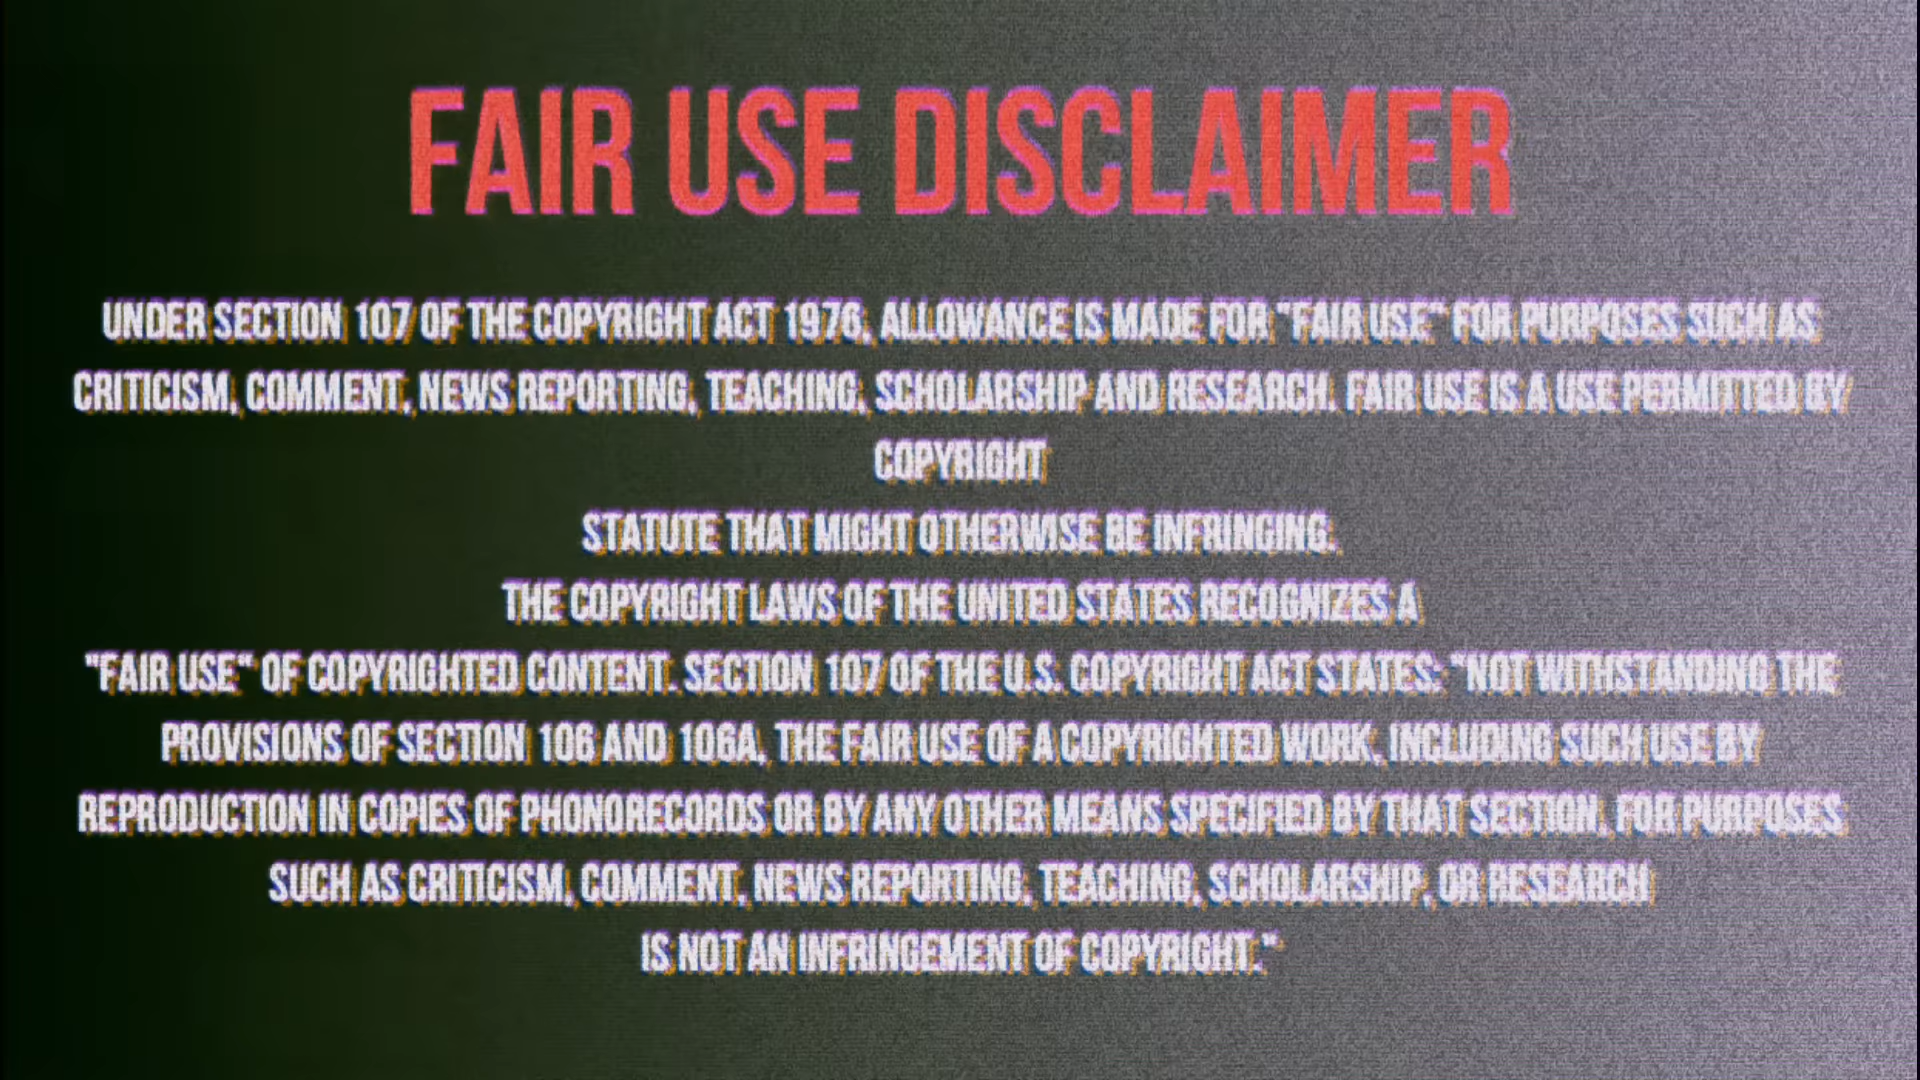 FAIR USE DISCLAIMER
UNDER SECTION 107 OF THE COPYRIGHT ACT 1976, ALLOWANCE IS MADE FOR "FAIR USE" FOR PURPOSES SUCH AS
CRITICISM, COMMENT, NEWS REPORTING, TEACHING, SCHOLARSHIP AND RESEARCH. FAIR USE IS A USE PERMITTED BY
COPYRIGHT
STATUTE THAT MIGHT OTHERWISE BE INFRINGING.
THE COPYRIGHT LAWS OF THE UNITED STATES RECOGNIZES A
"FAIR USE" OF COPYRIGHTED CONTENT. SECTION 107 OF THE U.S. COPYRIGHT ACT STATES: "NOT WITHSTANDING THE
PROVISIONS OF SECTION 106 AND 106A, THE FAIR USE OF A COPYRIGHTED WORK, INCLUDING SUCH USE BY
REPRODUCTION IN COPIES OF PHONORECORDS OR BY ANY OTHER MEANS SPECIFIED BY THAT SECTION, FOR PURPOSES
SUCH AS CRITICISM, COMMENT, NEWS REPORTING, TEACHING, SCHOLARSHIP, OR RESEARCH
IS NOT AN INFRINGEMENT OF COPYRIGHT."